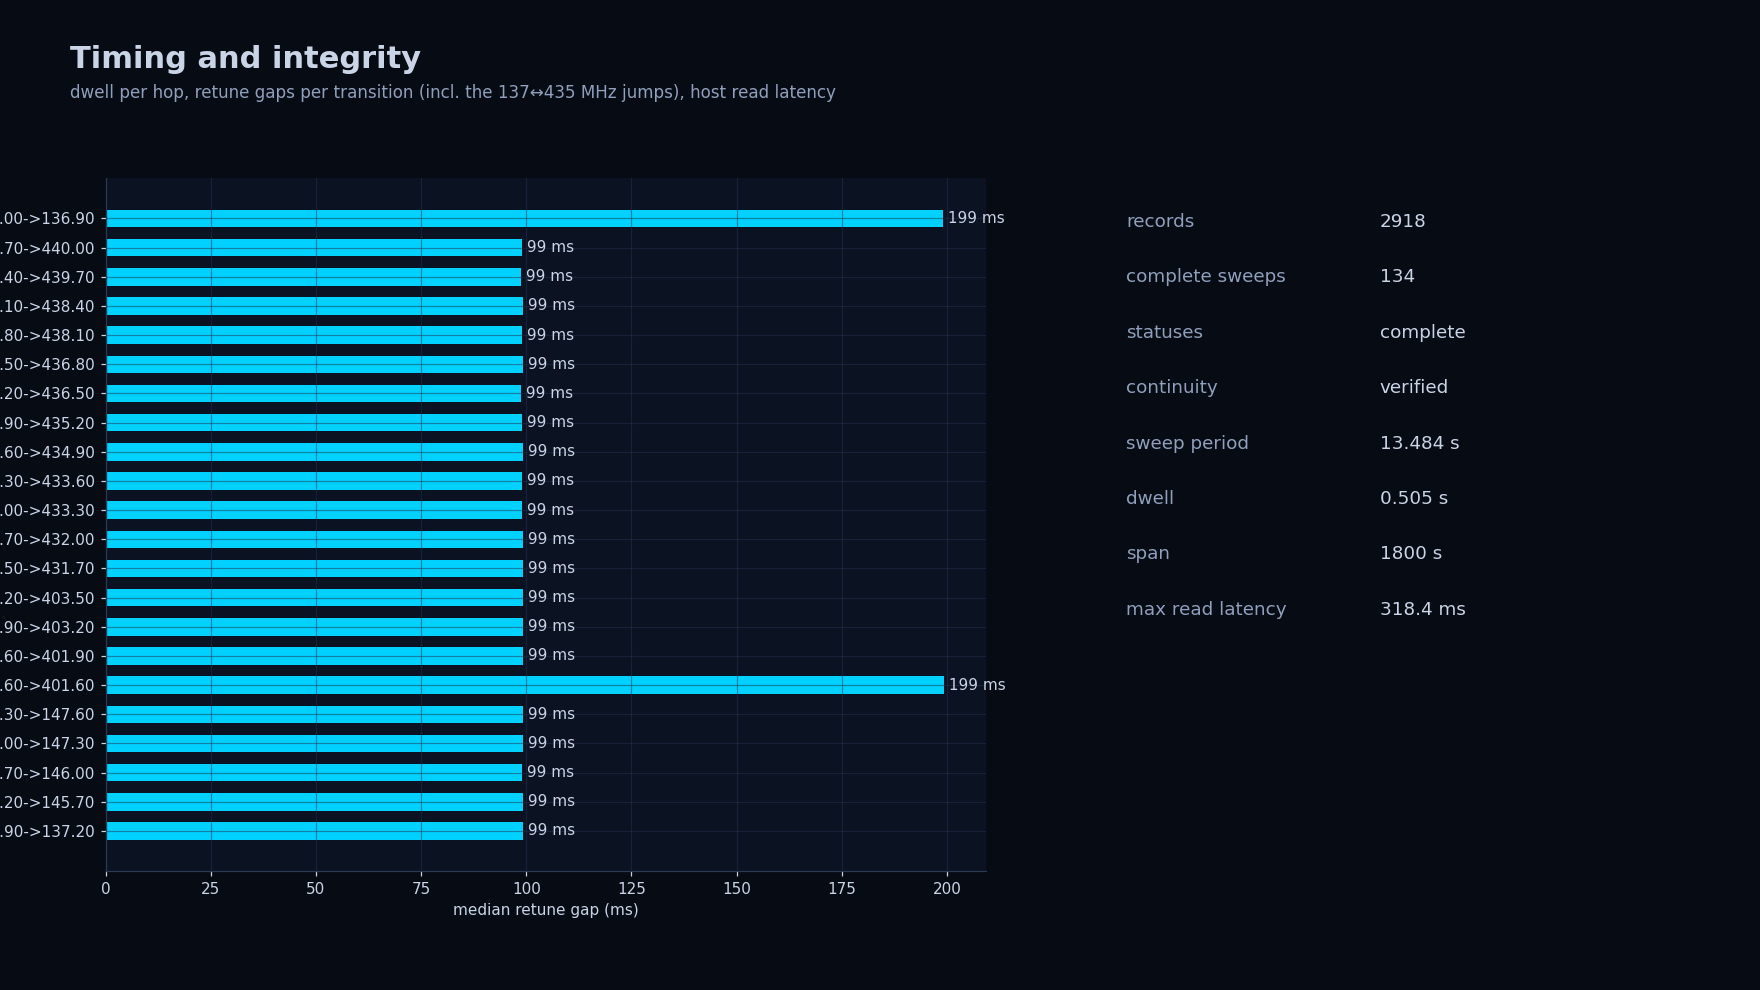 Timing and integrity
dwell per hop, retune gaps per transition (incl. the 137↔435 MHz jumps), host read latency
.00->136.90 199 ms
.70->440.00 99 ms
.40->439.70 99 ms
.10->438.40 99 ms
.80->438.10 99 ms
.50->436.80 99 ms
.20->436.50 99 ms
.90->435.20 99 ms
.60->434.90 99 ms
.30->433.60 99 ms
.00->433.30 99 ms
.70->432.00 99 ms
.50->431.70 99 ms
.20->403.50 99 ms
.90->403.20 99 ms
.60->401.90 99 ms
.60->401.60 199 ms
.30->147.60 99 ms
.00->147.30 99 ms
.70->146.00 99 ms
.20->145.70 99 ms
.90->137.20 99 ms
0 25 50 75 100 125 150 175 200
median retune gap (ms)
records 2918
complete sweeps 134
statuses complete
continuity verified
sweep period 13.484 s
dwell 0.505 s
span 1800 s
max read latency 318.4 ms